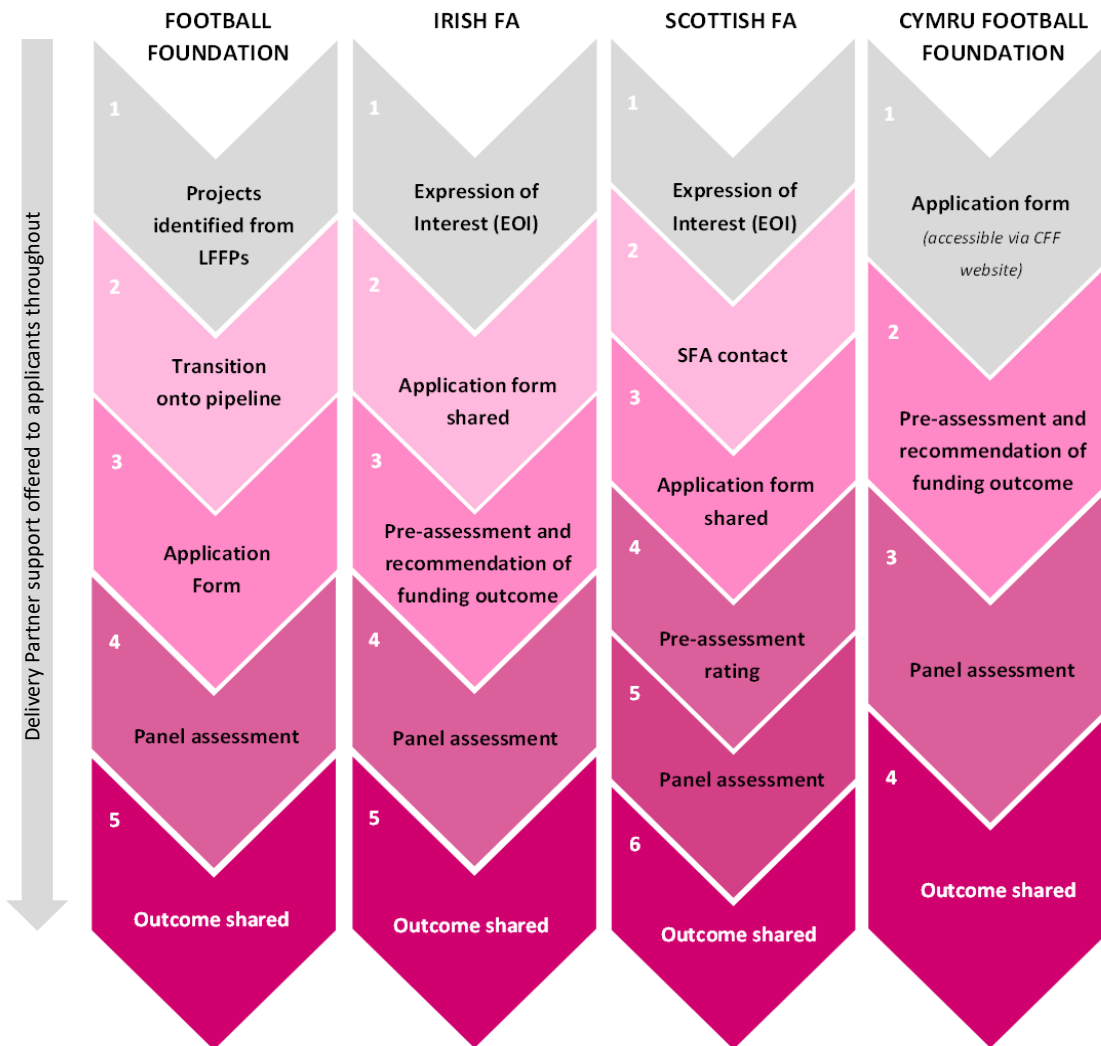 Delivery Partner support offered to applicants throughout
FOOTBALL
FOUNDATION
1
Projects
identified from
LFFPs
2
Transition
onto pipeline
3
Application
Form
4
Panel assessment
5
Outcome shared
IRISH FA
1
Expression of
Interest (EOI)
2
Application form
shared
3
Pre-assessment and
recommendation of
funding outcome
4
Panel assessment
5
Outcome shared
SCOTTISH FA
1
Expression of
Interest (EOI)
2
SFA contact
3
Application form
shared
4
Pre-assessment
rating
5
Panel assessment
6
Outcome shared
CYMRU FOOTBALL
FOUNDATION
1
Application form
(accessible via CFF
website)
2
Pre-assessment and
recommendation of
funding outcome
3
Panel assessment
4
Outcome shared